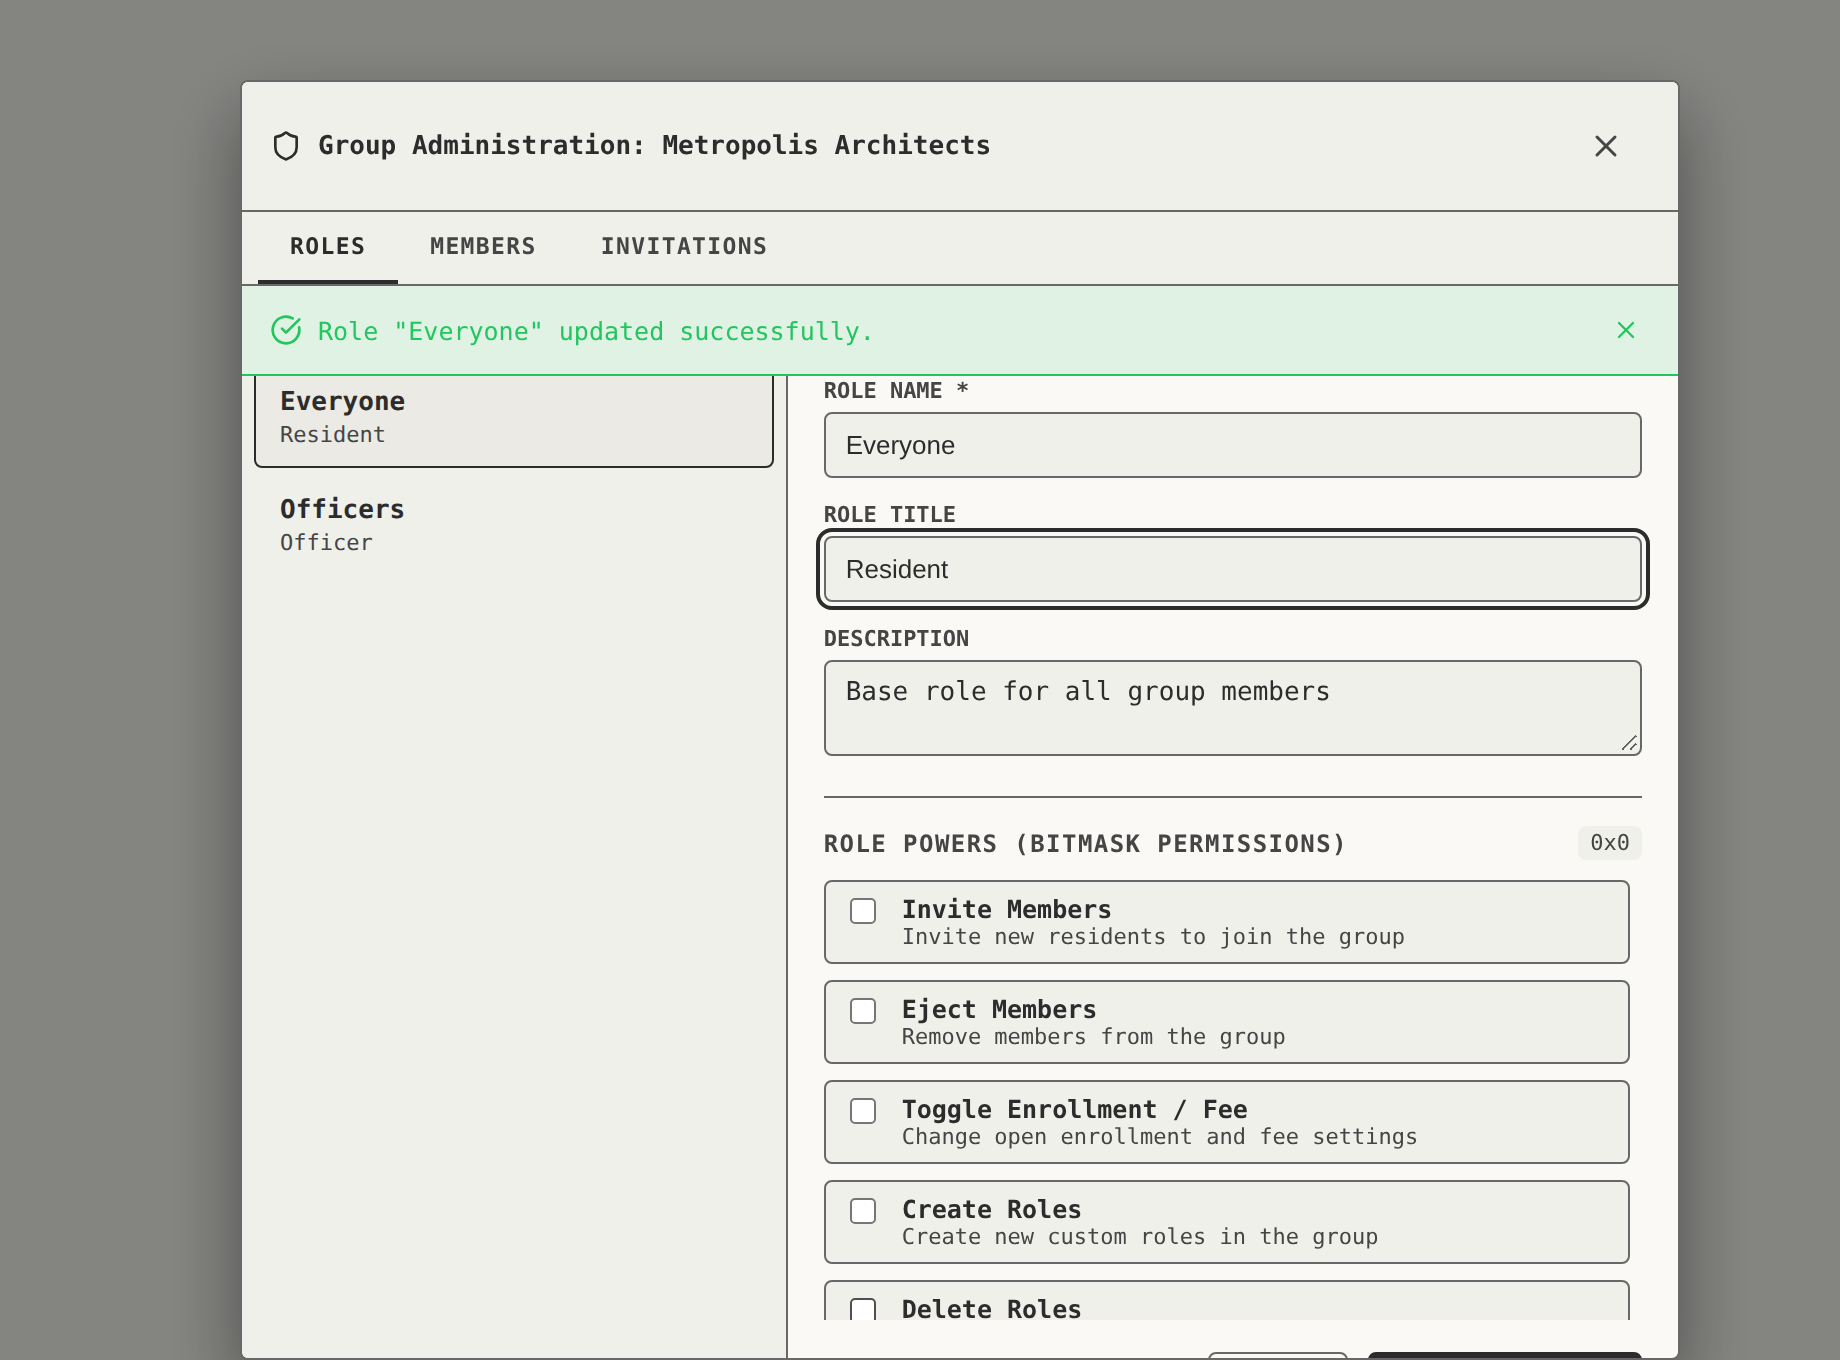 Group Administration: Metropolis Architects
ROLES MEMBERS INVITATIONS
Role "Everyone" updated successfully.
Everyone
Resident
Officers
Officer
ROLE NAME *
Everyone
ROLE TITLE
Resident
DESCRIPTION
Base role for all group members
ROLE POWERS (BITMASK PERMISSIONS) 0x0
Invite Members
Invite new residents to join the group
Eject Members
Remove members from the group
Toggle Enrollment / Fee
Change open enrollment and fee settings
Create Roles
Create new custom roles in the group
Delete Roles